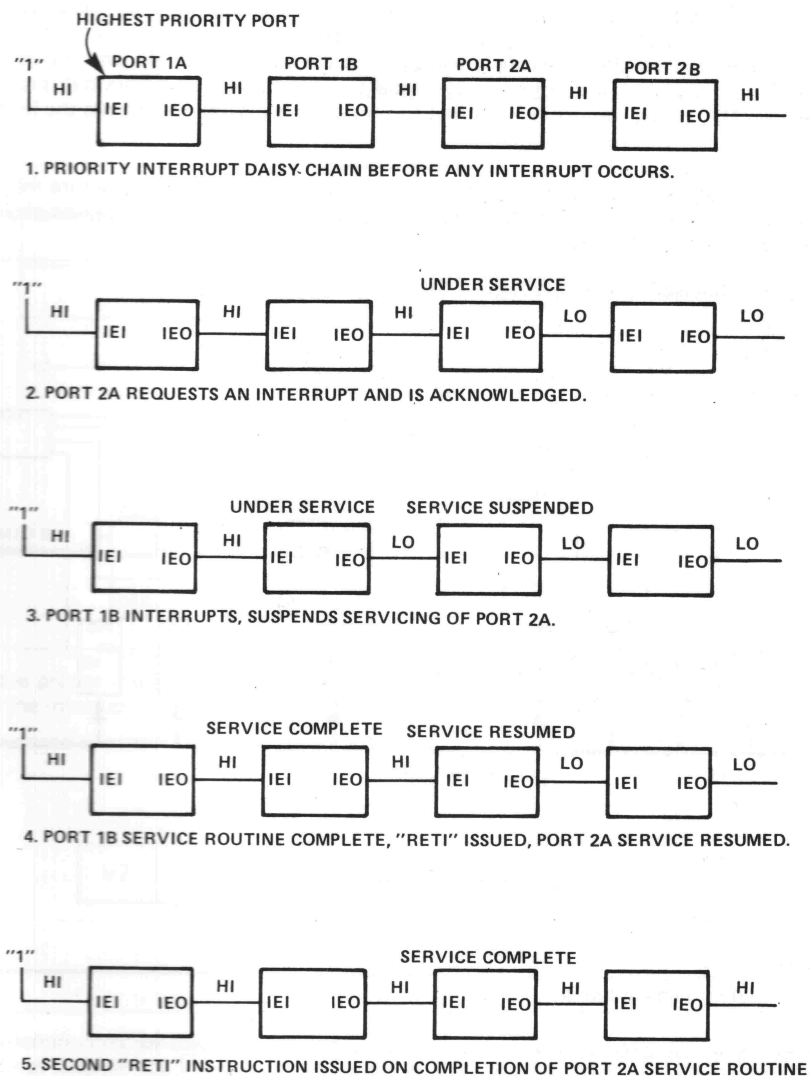 HIGHEST PRIORITY PORT
"1" PORT 1A PORT 1B PORT 2A PORT 2B
HI HI HI HI HI
IEI IEO IEI IEO IEI IEO IEI IEO
1. PRIORITY INTERRUPT DAISY-CHAIN BEFORE ANY INTERRUPT OCCURS.
UNDER SERVICE
"1"
HI HI HI LO LO
IEI IEO IEI IEO IEI IEO IEI IEO
2. PORT 2A REQUESTS AN INTERRUPT AND IS ACKNOWLEDGED.
UNDER SERVICE SERVICE SUSPENDED
"1"
HI HI LO LO LO
IEI IEO IEI IEO IEI IEO IEI IEO
3. PORT 1B INTERRUPTS, SUSPENDS SERVICING OF PORT 2A.
SERVICE COMPLETE SERVICE RESUMED
"1"
HI HI HI LO LO
IEI IEO IEI IEO IEI IEO IEI IEO
4. PORT 1B SERVICE ROUTINE COMPLETE, "RETI" ISSUED, PORT 2A SERVICE RESUMED.
SERVICE COMPLETE
"1"
HI HI HI HI HI
IEI IEO IEI IEO IEI IEO IEI IEO
5. SECOND "RETI" INSTRUCTION ISSUED ON COMPLETION OF PORT 2A SERVICE ROUTINE